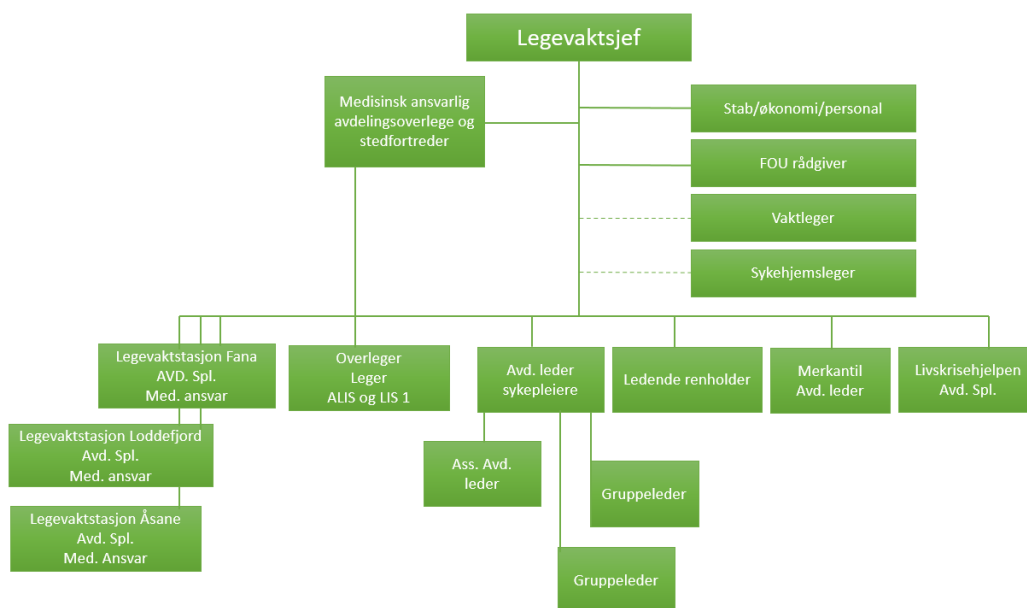 Legevaktsjef
Medisinsk ansvarlig
avdelingsoverlege og
stedfortreder
Stab/økonomi/personal
FOU rådgiver
Vaktleger
Sykehjemsleger
Legevaktstasjon Fana
AVD. Spl.
Med. ansvar
Overleger
Leger
ALIS og LIS 1
Avd. leder
sykepleiere
Ledende renholder
Merkantil
Avd. leder
Livskrisehjelpen
Avd. Spl.
Legevaktstasjon Loddefjord
Avd. Spl.
Med. ansvar
Ass. Avd.
leder
Gruppeleder
Legevaktstasjon Åsane
Avd. Spl.
Med. Ansvar
Gruppeleder